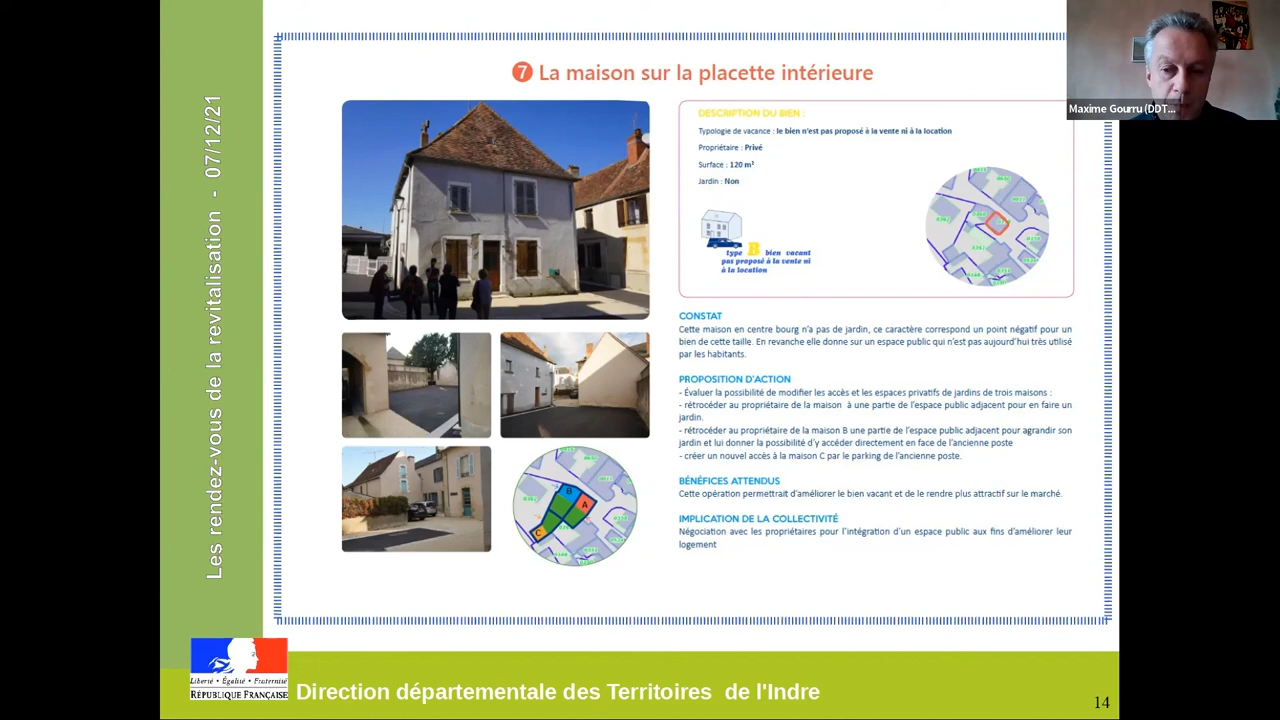 Les rendez-vous de la revitalisation - 07/12/21
❼ La maison sur la placette intérieure
Maxime Gourru (DDT...
DESCRIPTION DU BIEN :
Typologie de vacance : le bien n'est pas proposé à la vente ni à la location
Propriétaire : Privé
Surface : 120 m²
Jardin : Non
type B bien vacant
pas proposé à la vente ni
à la location
CONSTAT
Cette maison en centre bourg n'a pas de jardin, ce caractère correspond un point négatif pour un
bien de cette taille. En revanche elle donne sur un espace public qui n'est pas aujourd'hui très utilisé
par les habitants.
PROPOSITION D'ACTION
- Évaluer la possibilité de modifier les accès et les espaces privatifs de jardins de trois maisons :
- rétrocéder au propriétaire de la maison à une partie de l'espace public adjacent pour en faire un
jardin.
- rétrocéder au propriétaire de la maison B une partie de l'espace public adjacent pour agrandir son
jardin et lui donner la possibilité d'y accéder directement en face de l'ancienne poste
- créer un nouvel accès à la maison C par le parking de l'ancienne poste.
BÉNÉFICES ATTENDUS
Cette opération permettrait d'améliorer le bien vacant et de le rendre plus attractif sur le marché.
IMPLICATION DE LA COLLECTIVITÉ
Négociation avec les propriétaires pour l'intégration d'un espace public aux fins d'améliorer leur
logement
B
A
C
Liberté • Égalité • Fraternité
RÉPUBLIQUE FRANÇAISE
Direction départementale des Territoires de l'Indre
14